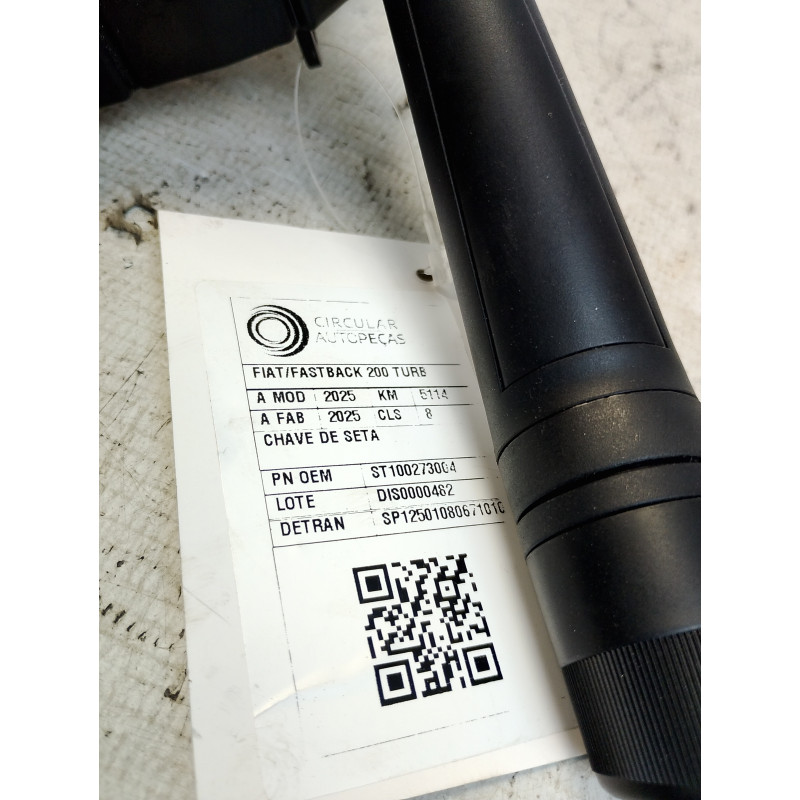 CIRCULAR
AUTOPEÇAS
FIAT/FASTBACK 200 TURB
A MOD 2025 KM 5114
A FAB 2025 CLS 8
CHAVE DE SETA
PN OEM ST100273004
LOTE DIS0000462
DETRAN SP1250108067101